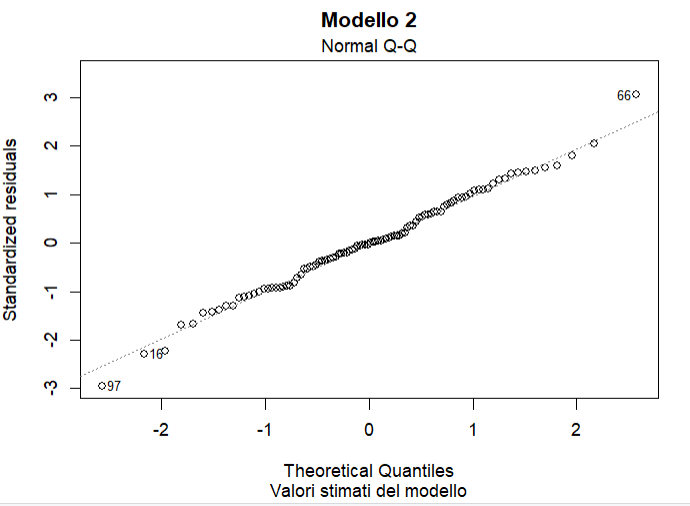 Modello 2
Normal Q-Q
Standardized residuals
3
2
1
0
-1
-2
-3
66
16
97
-2 -1 0 1 2
Theoretical Quantiles
Valori stimati del modello